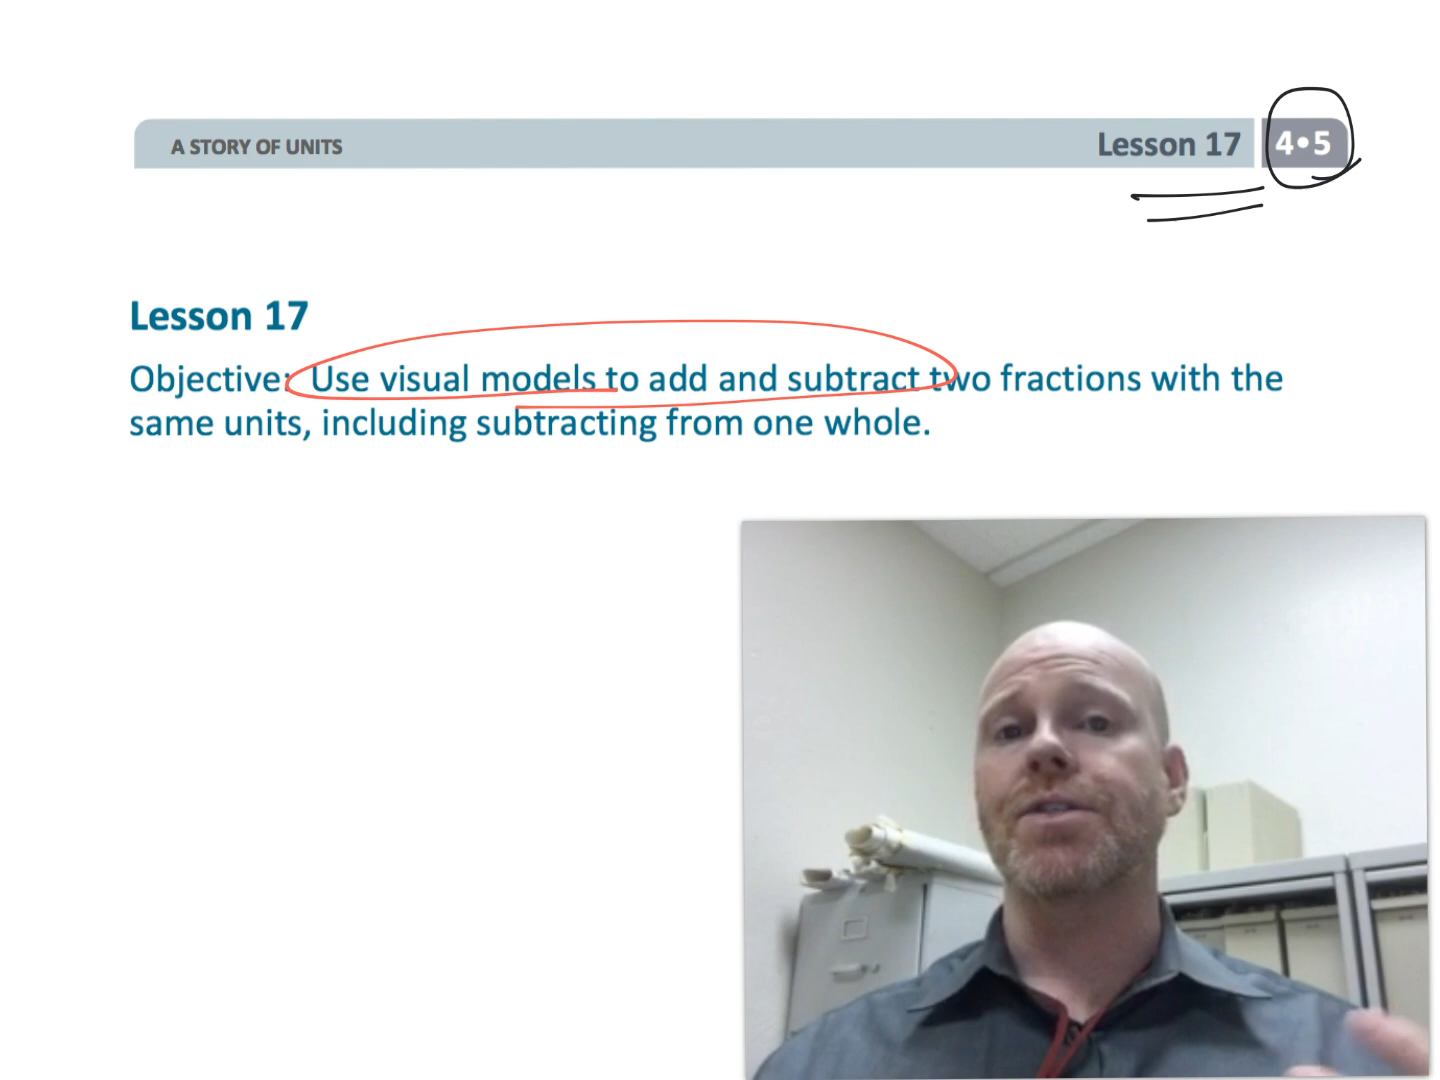 A STORY OF UNITS
Lesson 17 4•5
Lesson 17
Objective: Use visual models to add and subtract two fractions with the
same units, including subtracting from one whole.